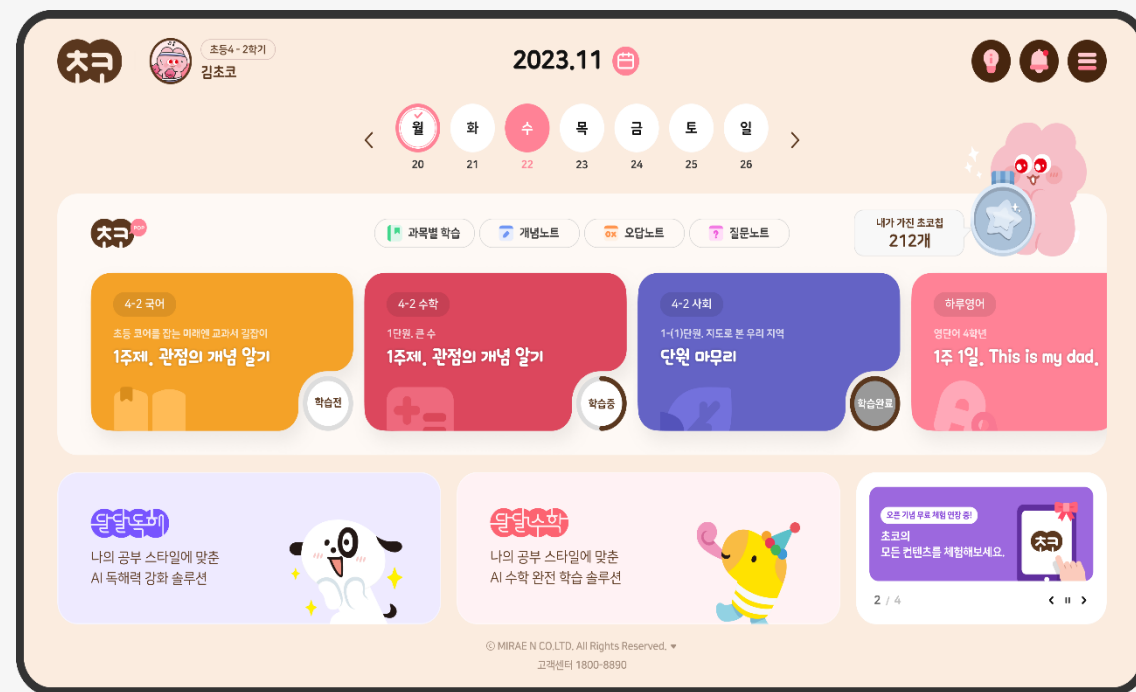 초코
초등4-2학기
김초코
2023.11
월 화 수 목 금 토 일
20 21 22 23 24 25 26
초코 POP
과목별 학습
개념노트
오답노트
질문노트
내가 가진 초코칩
212개
4-2 국어
초등 코어를 잡는 미래엔 교과서 길잡이
1주제. 관점의 개념 알기
학습전
4-2 수학
1단원. 큰 수
1주제. 관점의 개념 알기
학습중
4-2 사회
1-(1)단원. 지도로 본 우리 지역
단원 마무리
학습완료
하루영어
영단어 4학년
1주 1일. This is my dad.
달달독해
나의 공부 스타일에 맞춘
AI 독해력 강화 솔루션
달달수학
나의 공부 스타일에 맞춘
AI 수학 완전 학습 솔루션
오픈 기념 무료 체험 연장 중!
초코의
모든 컨텐츠를 체험해보세요.
초코
2 / 4
ⓒ MIRAE N CO.LTD. All Rights Reserved. ▾
고객센터 1800-8890